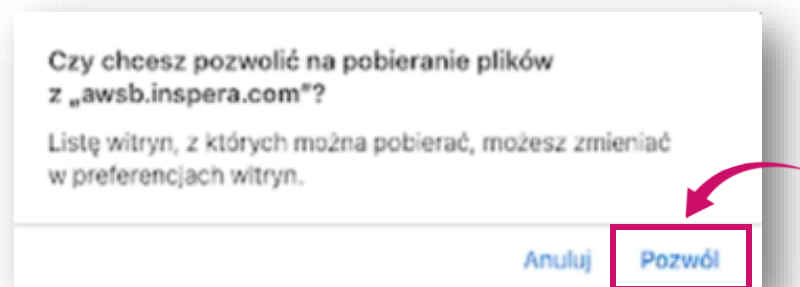 Czy chcesz pozwolić na pobieranie plików
z „awsb.inspera.com"?
Listę witryn, z których można pobierać, możesz zmieniać
w preferencjach witryn.
Anuluj Pozwól